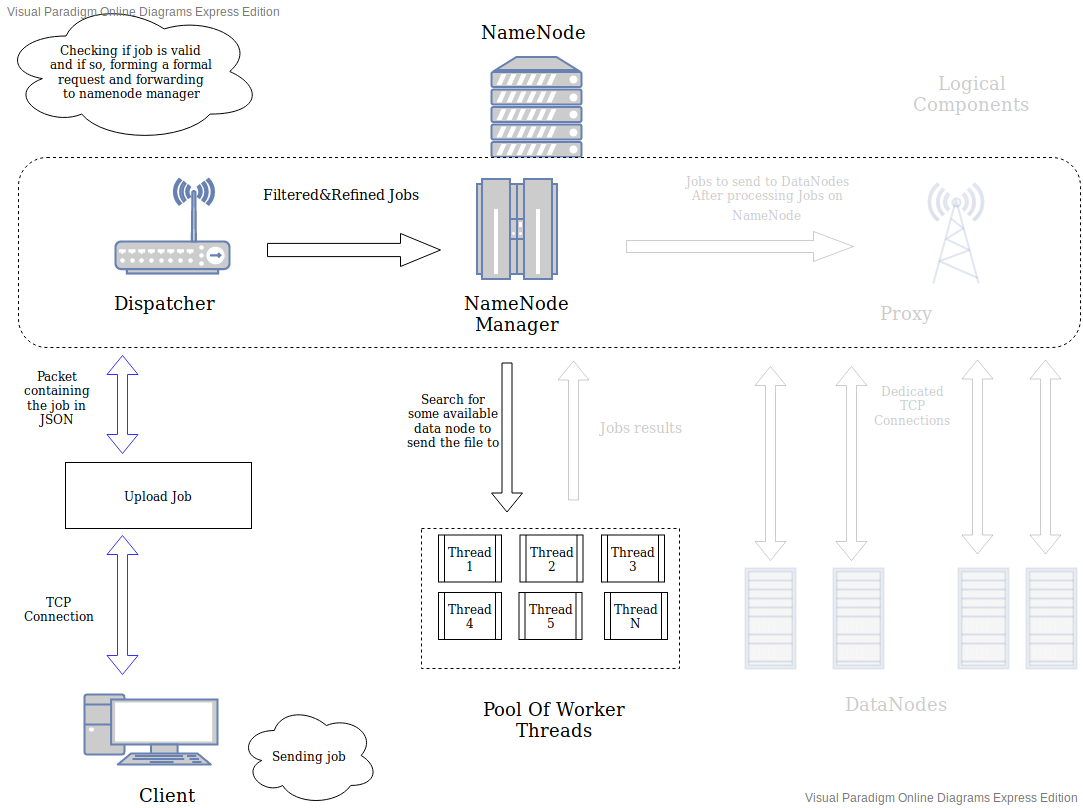 Visual Paradigm Online Diagrams Express Edition
Checking if job is valid
and if so, forming a formal
request and forwarding
to namenode manager
NameNode
Logical
Components
Filtered&Refined Jobs
Jobs to send to DataNodes
After processing Jobs on
NameNode
Dispatcher
NameNode
Manager
Proxy
Packet
containing
the job in
JSON
Search for
some available
data node to
send the file to
Jobs results
Dedicated
TCP
Connections
Upload Job
Thread
1
Thread
2
Thread
3
Thread
4
Thread
5
Thread
N
TCP
Connection
Pool Of Worker
Threads
DataNodes
Sending job
Client
Visual Paradigm Online Diagrams Express Edition